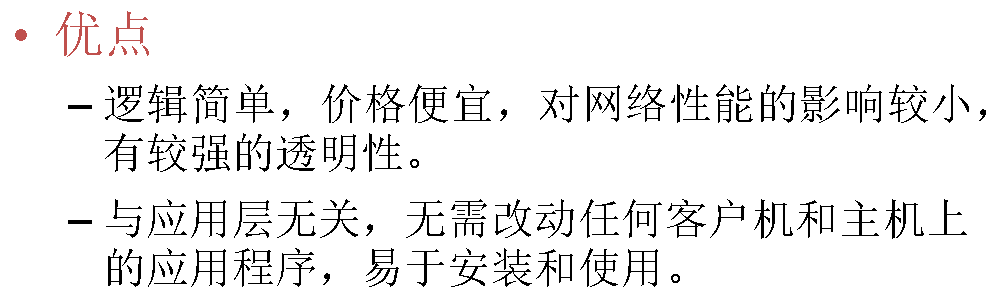 • 优点
– 逻辑简单，价格便宜，对网络性能的影响较小，
有较强的透明性。
– 与应用层无关，无需改动任何客户机和主机上
的应用程序，易于安装和使用。